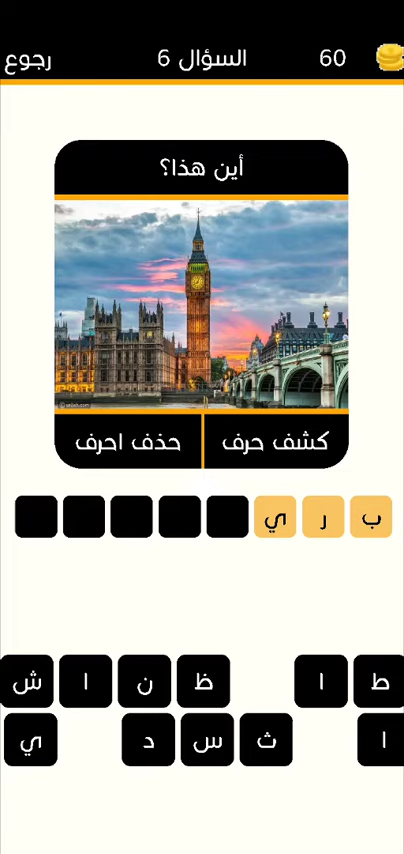 رجوع السؤال 6 60
أين هذا؟
كشف حرف حذف احرف
ب ر ي
ش ا ن ظ ا ط
ي د س ث ا